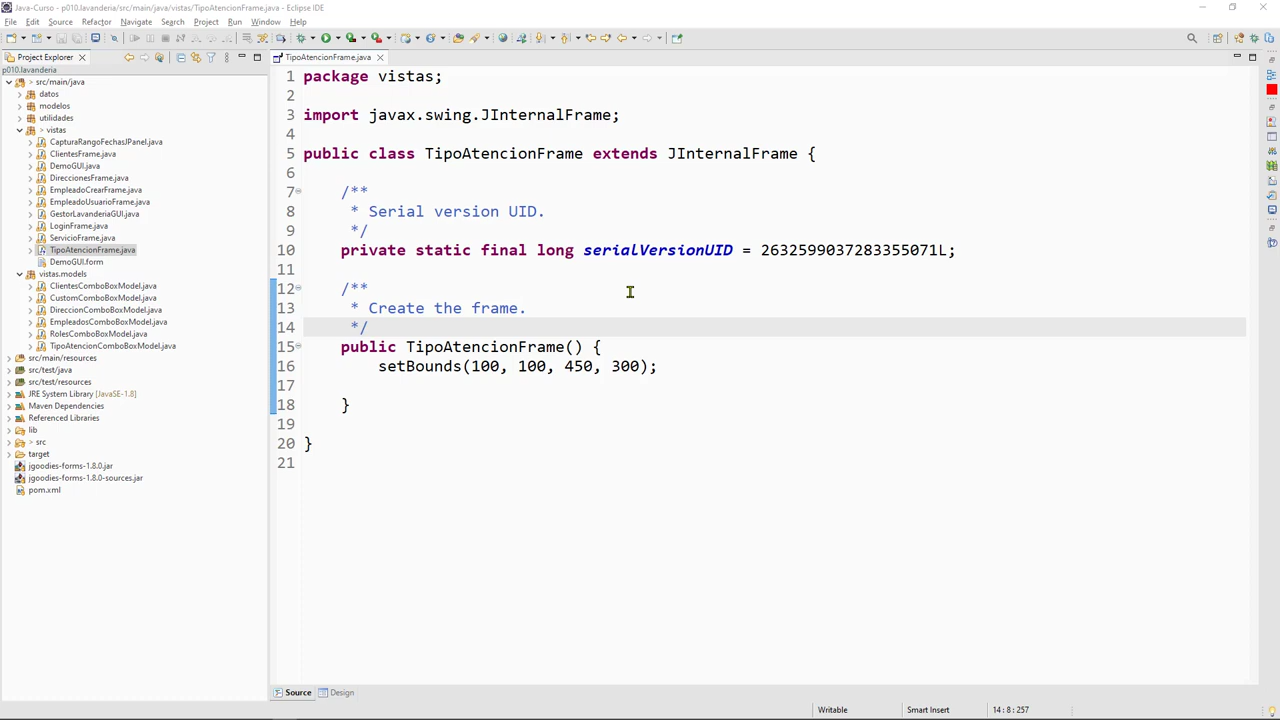 Java-Curso - p010.lavanderia/src/main/java/vistas/TipoAtencionFrame.java - Eclipse IDE
File Edit Source Refactor Navigate Search Project Run Window Help
Project Explorer
p010.lavanderia
> src/main/java
datos
modelos
utilidades
> vistas
CapturaRangoFechasJPanel.java
ClientesFrame.java
DemoGUI.java
DireccionesFrame.java
EmpleadoCrearFrame.java
EmpleadoUsuarioFrame.java
GestorLavanderiaGUI.java
LoginFrame.java
ServicioFrame.java
TipoAtencionFrame.java
DemoGUI.form
vistas.models
ClientesComboBoxModel.java
CustomComboBoxModel.java
DireccionComboBoxModel.java
EmpleadosComboBoxModel.java
RolesComboBoxModel.java
TipoAtencionComboBoxModel.java
src/main/resources
src/test/java
src/test/resources
JRE System Library [JavaSE-1.8]
Maven Dependencies
Referenced Libraries
lib
> src
target
jgoodies-forms-1.8.0.jar
jgoodies-forms-1.8.0-sources.jar
pom.xml
TipoAtencionFrame.java
1 package vistas;
2
3 import javax.swing.JInternalFrame;
4
5 public class TipoAtencionFrame extends JInternalFrame {
6
7 /**
8 * Serial version UID.
9 */
10 private static final long serialVersionUID = 2632599037283355071L;
11
12 /**
13 * Create the frame.
14 */
15 public TipoAtencionFrame() {
16 setBounds(100, 100, 450, 300);
17
18 }
19
20 }
21
Source Design
Writable Smart Insert 14 : 8 : 257